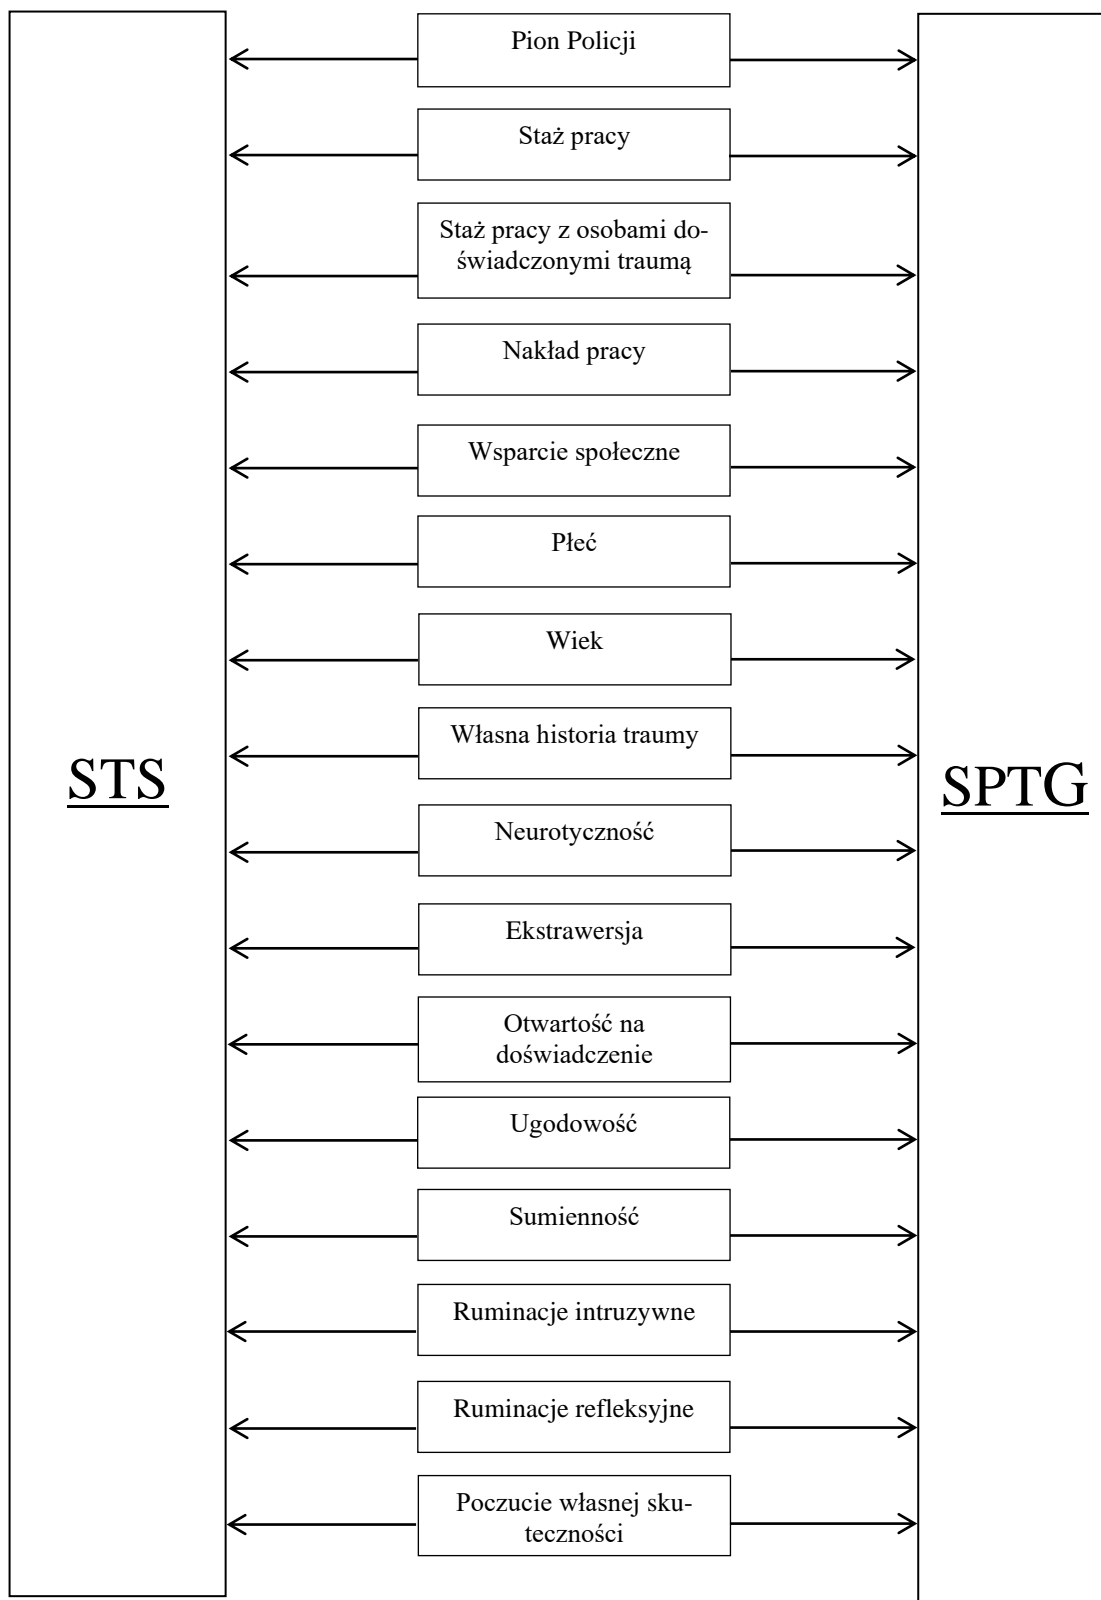 Pion Policji
Staż pracy
Staż pracy z osobami do-
świadczonymi traumą
Nakład pracy
Wsparcie społeczne
Płeć
Wiek
Własna historia traumy
STS
SPTG
Neurotyczność
Ekstrawersja
Otwartość na
doświadczenie
Ugodowość
Sumienność
Ruminacje intruzywne
Ruminacje refleksyjne
Poczucie własnej sku-
teczności